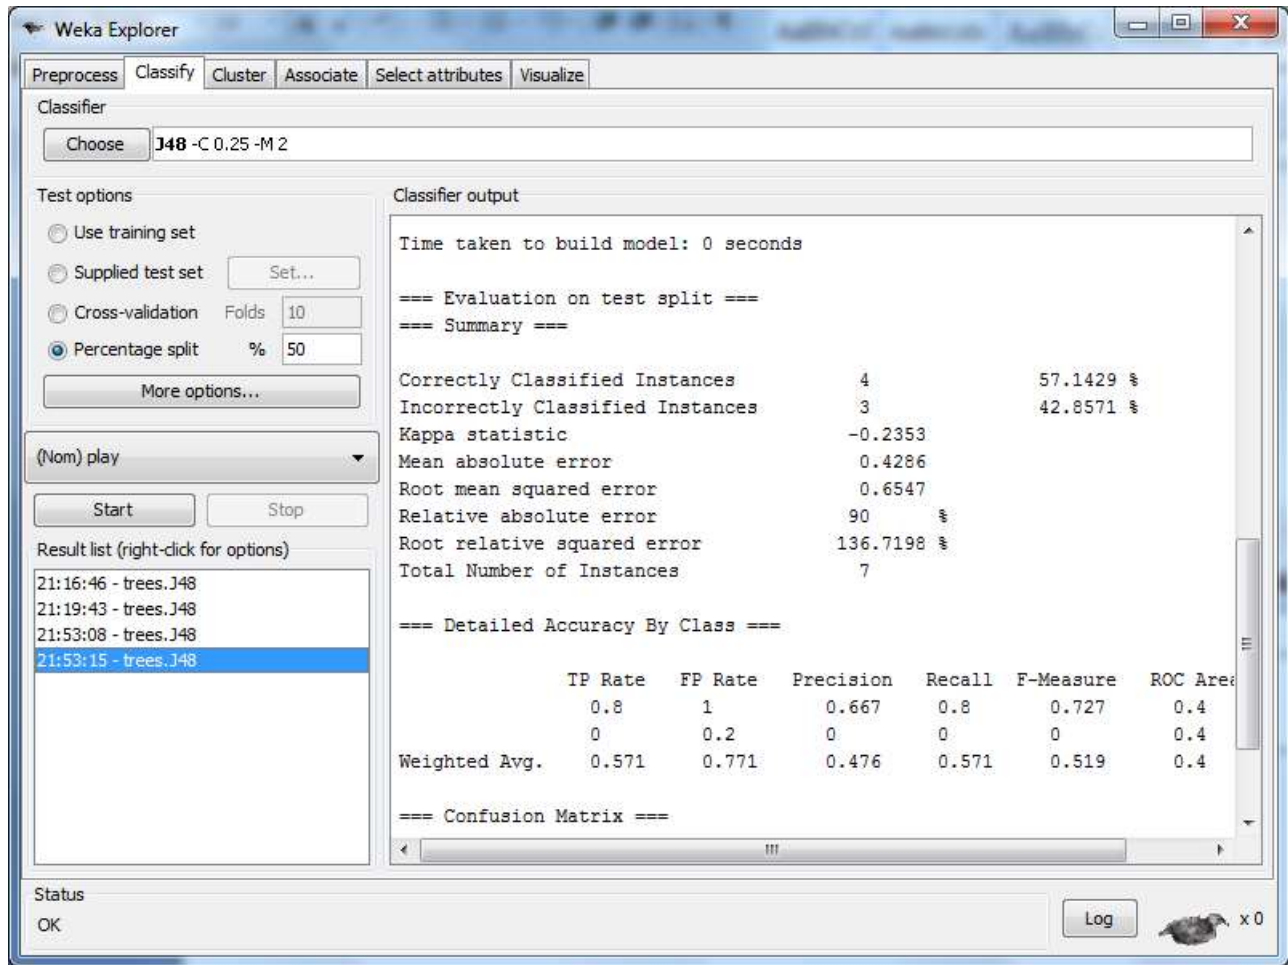 Weka Explorer
Preprocess Classify Cluster Associate Select attributes Visualize
Classifier
Choose J48 -C 0.25 -M 2
Test options
Use training set
Supplied test set Set...
Cross-validation Folds 10
Percentage split % 50
More options...
(Nom) play
Start Stop
Result list (right-click for options)
21:16:46 - trees.J48
21:19:43 - trees.J48
21:53:08 - trees.J48
21:53:15 - trees.J48
Classifier output
Time taken to build model: 0 seconds
=== Evaluation on test split ===
=== Summary ===
Correctly Classified Instances 4 57.1429 %
Incorrectly Classified Instances 3 42.8571 %
Kappa statistic -0.2353
Mean absolute error 0.4286
Root mean squared error 0.6547
Relative absolute error 90 %
Root relative squared error 136.7198 %
Total Number of Instances 7
=== Detailed Accuracy By Class ===
TP Rate FP Rate Precision Recall F-Measure ROC Area
0.8 1 0.667 0.8 0.727 0.4
0 0.2 0 0 0 0.4
Weighted Avg. 0.571 0.771 0.476 0.571 0.519 0.4
=== Confusion Matrix ===
Status
OK
Log x 0